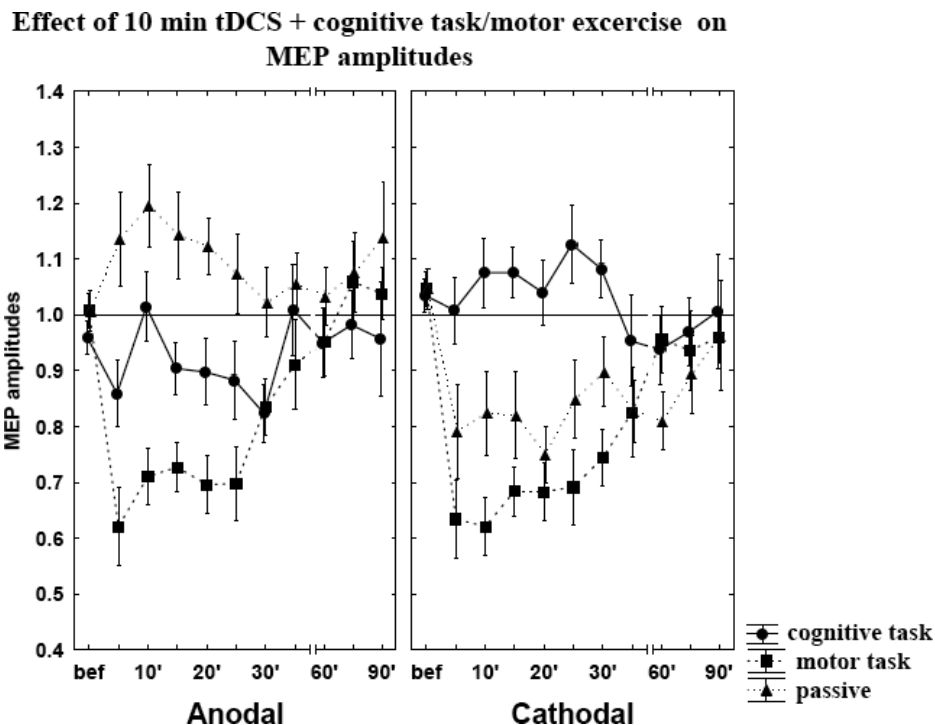 Effect of 10 min tDCS + cognitive task/motor excercise on
MEP amplitudes
MEP amplitudes
1.4
1.3
1.2
1.1
1.0
0.9
0.8
0.7
0.6
0.5
0.4
bef 10' 20' 30' 60' 90'
Anodal
bef 10' 20' 30' 60' 90'
Cathodal
cognitive task
motor task
passive